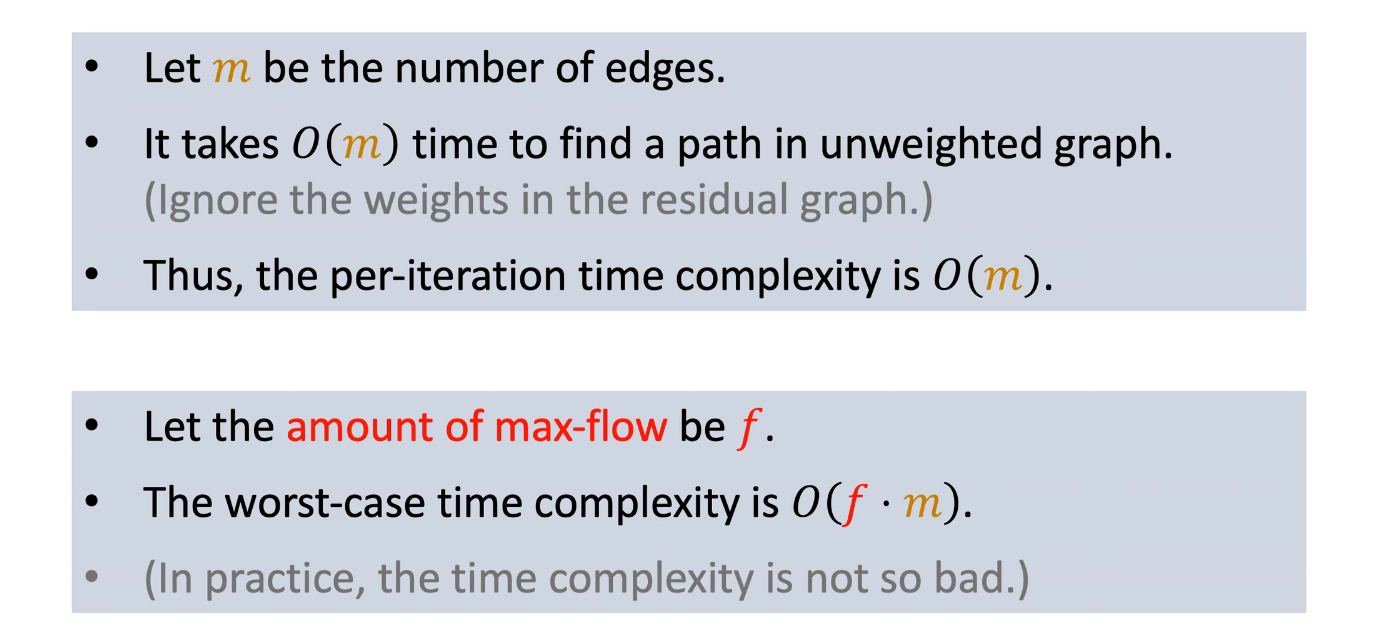 • Let m be the number of edges.
• It takes O(m) time to find a path in unweighted graph.
(Ignore the weights in the residual graph.)
• Thus, the per-iteration time complexity is O(m).
• Let the amount of max-flow be f.
• The worst-case time complexity is O(f · m).
• (In practice, the time complexity is not so bad.)